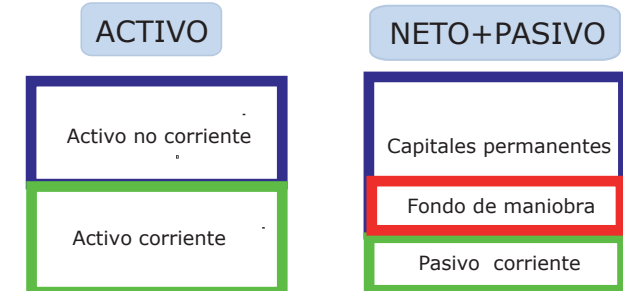 ACTIVO
NETO+PASIVO
Activo no corriente
Activo corriente
Capitales permanentes
Fondo de maniobra
Pasivo corriente